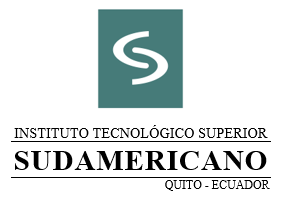 INSTITUTO TECNOLÓGICO SUPERIOR
SUDAMERICANO
QUITO - ECUADOR